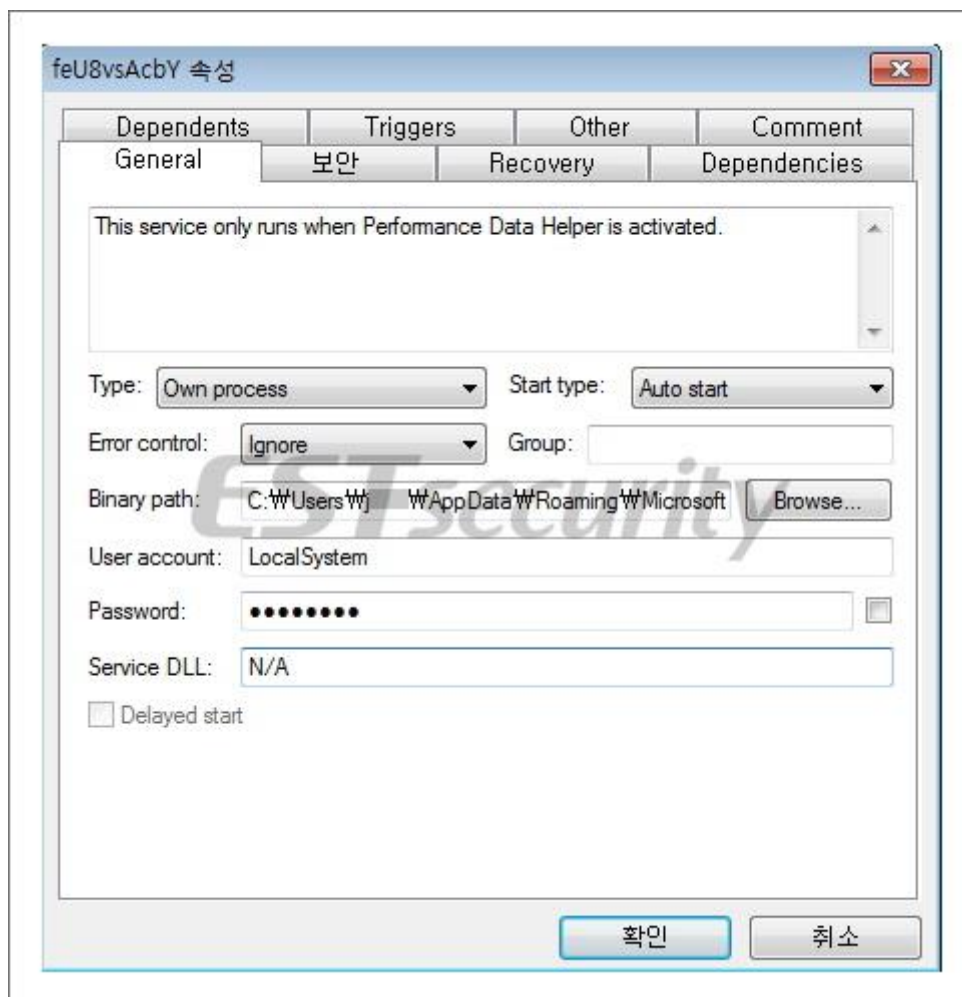 feU8vsAcbY 속성
Dependents Triggers Other Comment
General 보안 Recovery Dependencies
This service only runs when Performance Data Helper is activated.
Type: Own process Start type: Auto start
Error control: Ignore Group:
Binary path: C:₩Users₩j ₩AppData₩Roaming₩Microsoft Browse...
ESTsecurity
User account: LocalSystem
Password: ●●●●●●●●
Service DLL: N/A
Delayed start
확인 취소